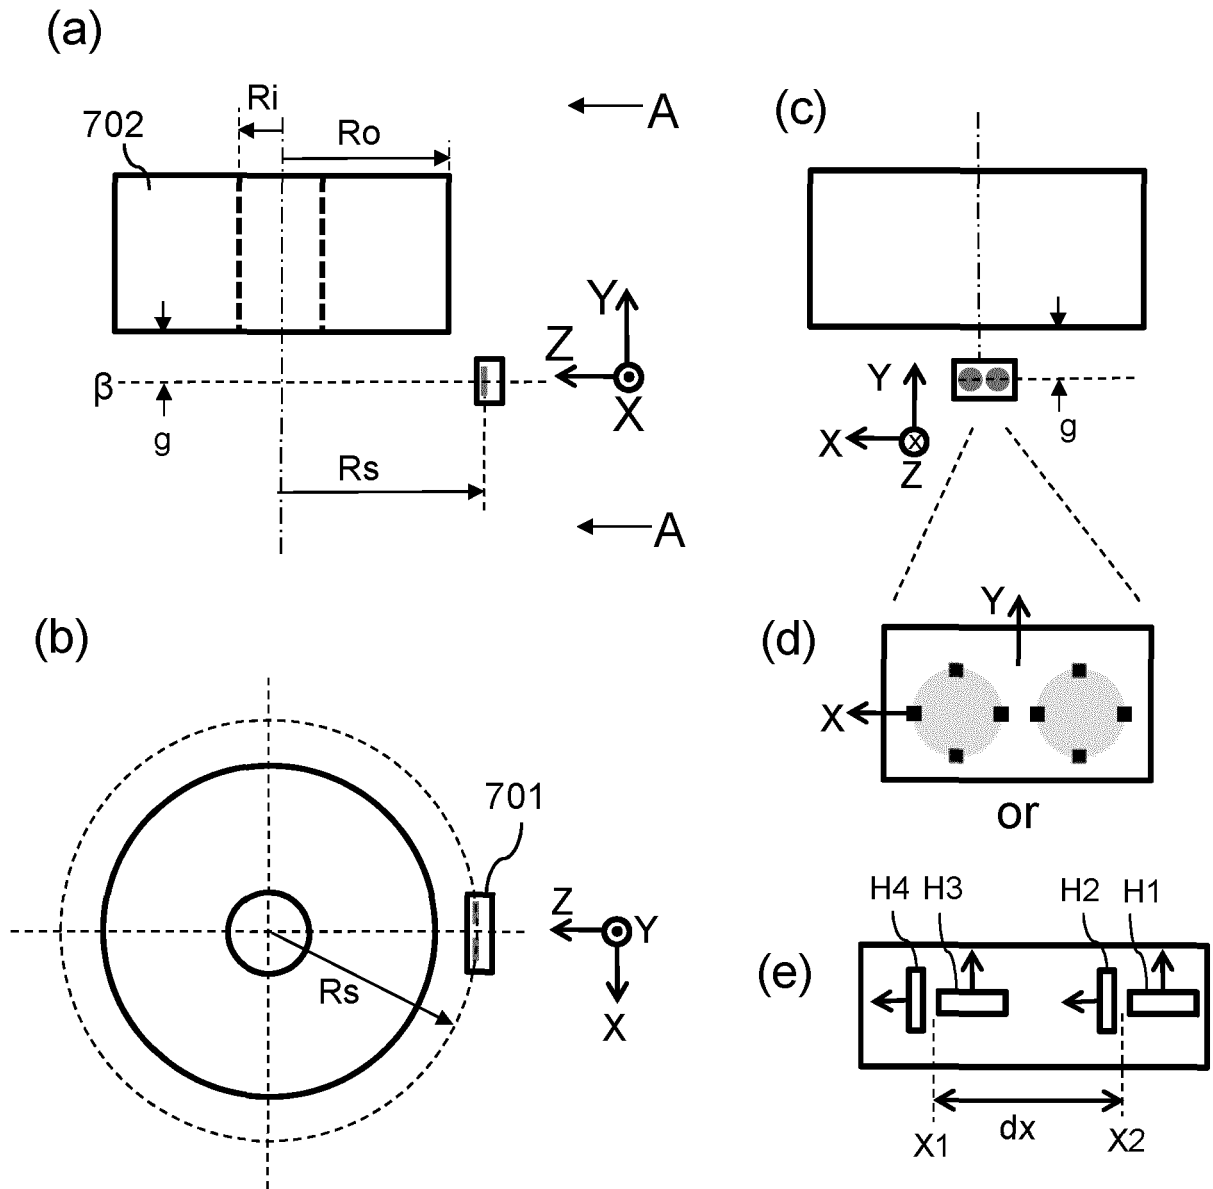 (a)
Ri
702
Ro
A
Y
Z
β
X
g
Rs
A
(b)
701
Z
Y
Rs
X
(c)
Y
g
X
x
Z
Y
(d)
X
or
H4 H3 H2 H1
(e)
dx
X1 X2